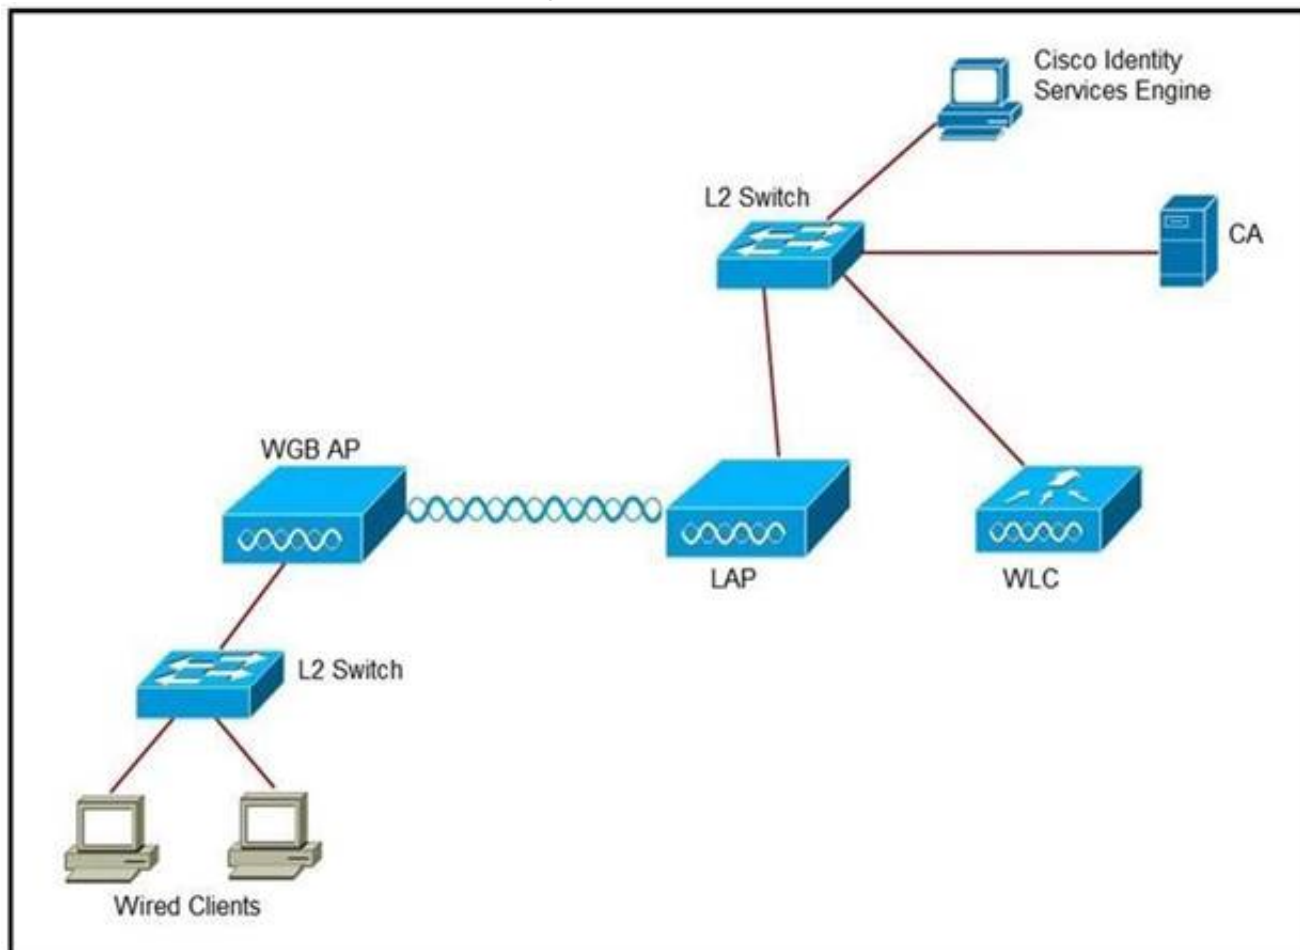 Cisco Identity
Services Engine
L2 Switch
CA
WGB AP
LAP
WLC
L2 Switch
Wired Clients